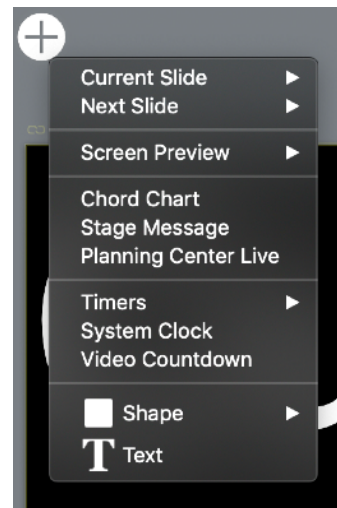 Current Slide
Next Slide
Screen Preview
Chord Chart
Stage Message
Planning Center Live
Timers
System Clock
Video Countdown
Shape
Text